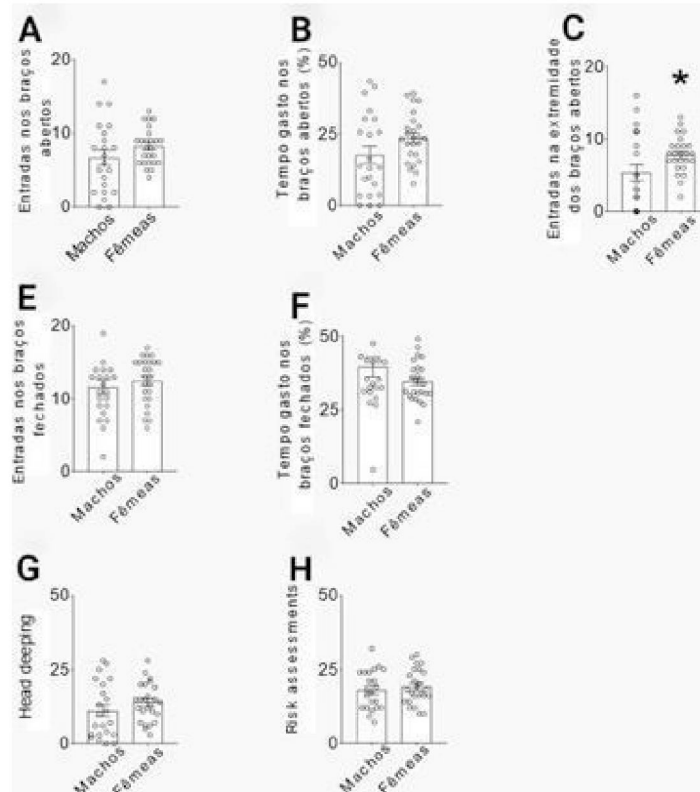 A
Entradas nos braços
abertos
20
10
0
Machos
Fêmeas
B
Tempo gasto nos
braços abertos (%)
50
25
0
Machos
Fêmeas
C
Entradas na extremidade
dos braços abertos
20
10
0
*
Machos
Fêmeas
E
Entradas nos braços
fechados
20
10
0
Machos
Fêmeas
F
Tempo gasto nos
braços fechados (%)
50
25
0
Machos
Fêmeas
G
Head deeping
50
25
0
Machos
Fêmeas
H
Risk assessments
50
25
0
Machos
Fêmeas